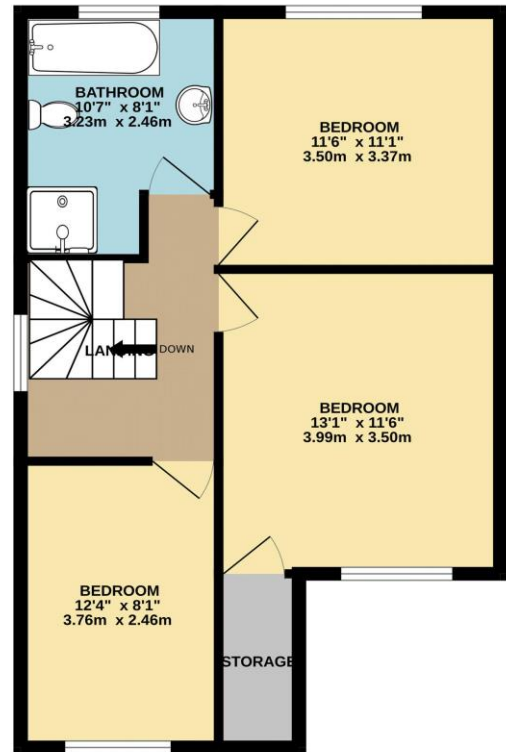 BATHROOM
10'7" x 8'1"
3.23m x 2.46m
BEDROOM
11'6" x 11'1"
3.50m x 3.37m
LANDING
DOWN
BEDROOM
13'1" x 11'6"
3.99m x 3.50m
BEDROOM
12'4" x 8'1"
3.76m x 2.46m
STORAGE